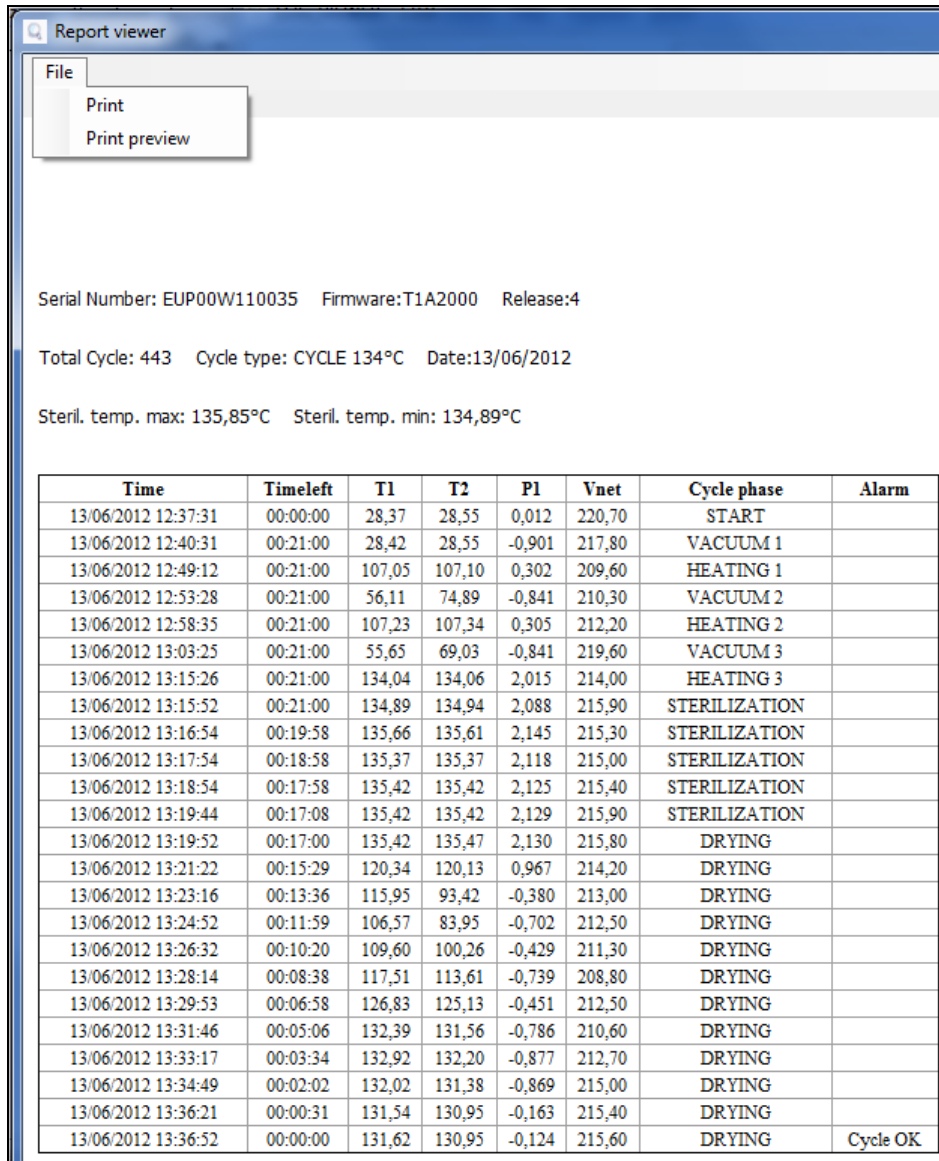 Report viewer
File
Print
Print preview
Serial Number: EUP00W110035 Firmware:T1A2000 Release:4
Total Cycle: 443 Cycle type: CYCLE 134°C Date:13/06/2012
Steril. temp. max: 135,85°C Steril. temp. min: 134,89°C
Time Timeleft T1 T2 P1 Vnet Cycle phase Alarm
13/06/2012 12:37:31 00:00:00 28,37 28,55 0,012 220,70 START
13/06/2012 12:40:31 00:21:00 28,42 28,55 -0,901 217,80 VACUUM 1
13/06/2012 12:49:12 00:21:00 107,05 107,10 0,302 209,60 HEATING 1
13/06/2012 12:53:28 00:21:00 56,11 74,89 -0,841 210,30 VACUUM 2
13/06/2012 12:58:35 00:21:00 107,23 107,34 0,305 212,20 HEATING 2
13/06/2012 13:03:25 00:21:00 55,65 69,03 -0,841 219,60 VACUUM 3
13/06/2012 13:15:26 00:21:00 134,04 134,06 2,015 214,00 HEATING 3
13/06/2012 13:15:52 00:21:00 134,89 134,94 2,088 215,90 STERILIZATION
13/06/2012 13:16:54 00:19:58 135,66 135,61 2,145 215,30 STERILIZATION
13/06/2012 13:17:54 00:18:58 135,37 135,37 2,118 215,00 STERILIZATION
13/06/2012 13:18:54 00:17:58 135,42 135,42 2,125 215,40 STERILIZATION
13/06/2012 13:19:44 00:17:08 135,42 135,42 2,129 215,90 STERILIZATION
13/06/2012 13:19:52 00:17:00 135,42 135,47 2,130 215,80 DRYING
13/06/2012 13:21:22 00:15:29 120,34 120,13 0,967 214,20 DRYING
13/06/2012 13:23:16 00:13:36 115,95 93,42 -0,380 213,00 DRYING
13/06/2012 13:24:52 00:11:59 106,57 83,95 -0,702 212,50 DRYING
13/06/2012 13:26:32 00:10:20 109,60 100,26 -0,429 211,30 DRYING
13/06/2012 13:28:14 00:08:38 117,51 113,61 -0,739 208,80 DRYING
13/06/2012 13:29:53 00:06:58 126,83 125,13 -0,451 212,50 DRYING
13/06/2012 13:31:46 00:05:06 132,39 131,56 -0,786 210,60 DRYING
13/06/2012 13:33:17 00:03:34 132,92 132,20 -0,877 212,70 DRYING
13/06/2012 13:34:49 00:02:02 132,02 131,38 -0,869 215,00 DRYING
13/06/2012 13:36:21 00:00:31 131,54 130,95 -0,163 215,40 DRYING
13/06/2012 13:36:52 00:00:00 131,62 130,95 -0,124 215,60 DRYING Cycle OK